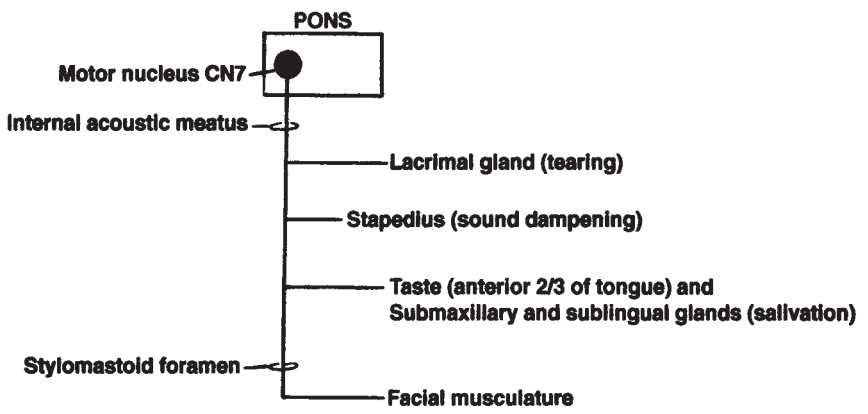 PONS
Motor nucleus CN7
Internal acoustic meatus
Lacrimal gland (tearing)
Stapedius (sound dampening)
Taste (anterior 2/3 of tongue) and
Submaxillary and sublingual glands (salivation)
Stylomastoid foramen
Facial musculature